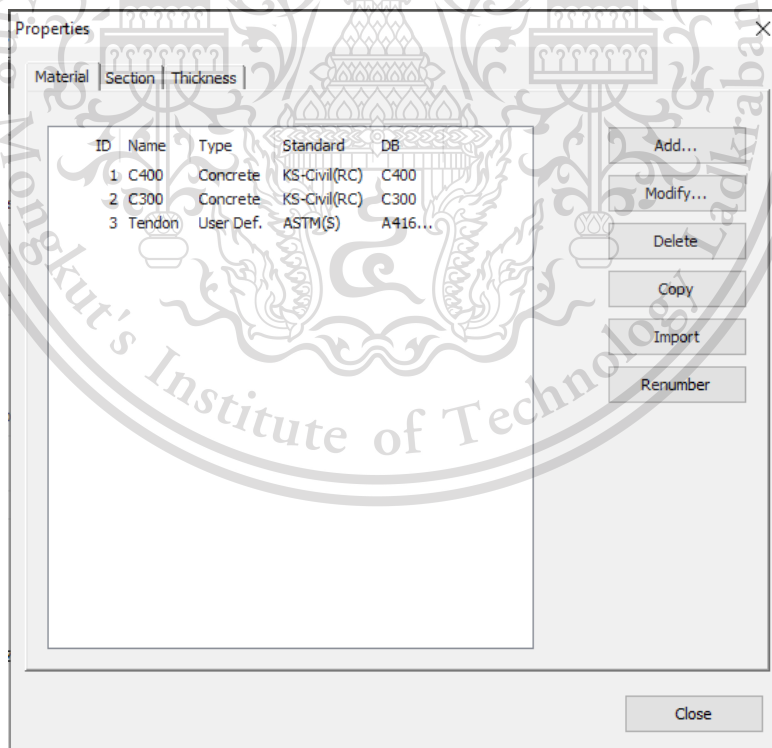 Properties
Material Section Thickness
ID Name Type Standard DB
1 C400 Concrete KS-Civil(RC) C400
2 C300 Concrete KS-Civil(RC) C300
3 Tendon User Def. ASTM(S) A416...
Add...
Modify...
Delete
Copy
Import
Renumber
Close
Mongkut's Institute of Technology Ladkraban